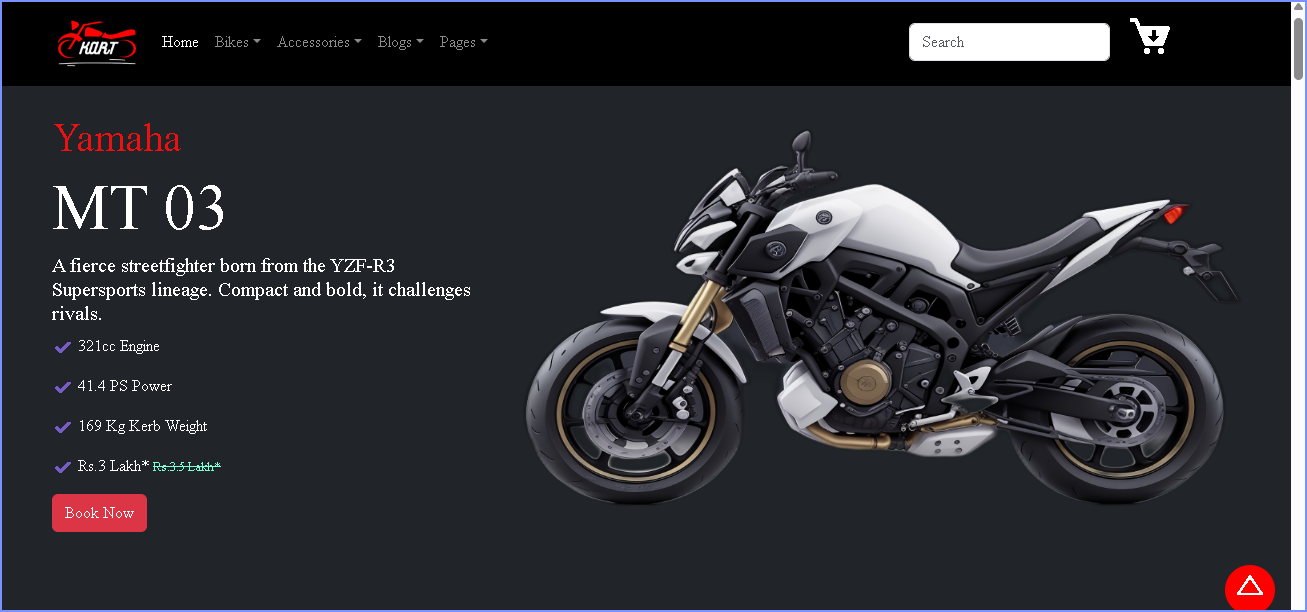 KART
Home Bikes Accessories Blogs Pages
Search
Yamaha
MT 03
A fierce streetfighter born from the YZF-R3
Supersports lineage. Compact and bold, it challenges
rivals.
321cc Engine
41.4 PS Power
169 Kg Kerb Weight
Rs.3 Lakh* Rs.3.5 Lakh*
Book Now